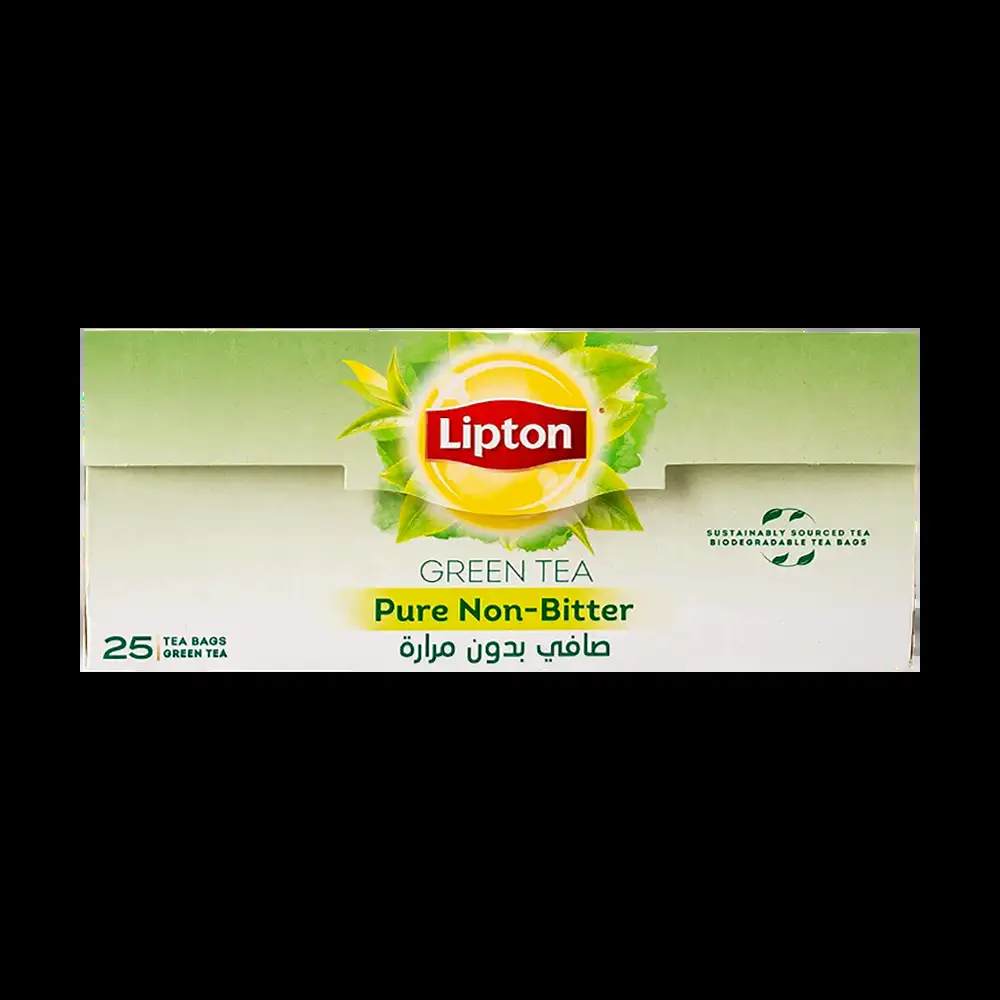 Lipton
SUSTAINABLY SOURCED TEA
BIODEGRADABLE TEA BAGS
GREEN TEA
Pure Non-Bitter
صافي بدون مرارة
25 TEA BAGS
GREEN TEA